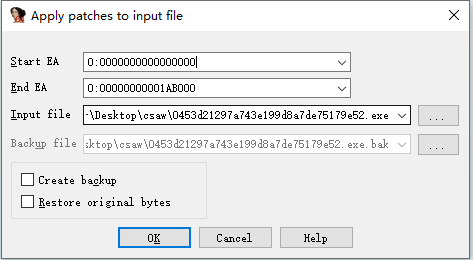 Apply patches to input file
Start EA 0:0000000000000000
End EA 0:00000000001AB000
Input file \Desktop\csaw\0453d21297a743e199d8a7de75179e52.exe ...
Backup file sktop\csaw\0453d21297a743e199d8a7de75179e52.exe.bak ...
Create backup
Restore original bytes
OK Cancel Help